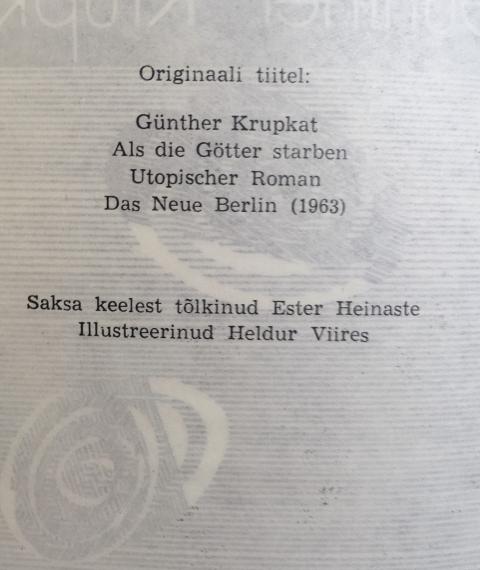 Originaali tiitel:
Günther Krupkat
Als die Götter starben
Utopischer Roman
Das Neue Berlin (1963)
Saksa keelest tõlkinud Ester Heinaste
Illustreerinud Heldur Viires